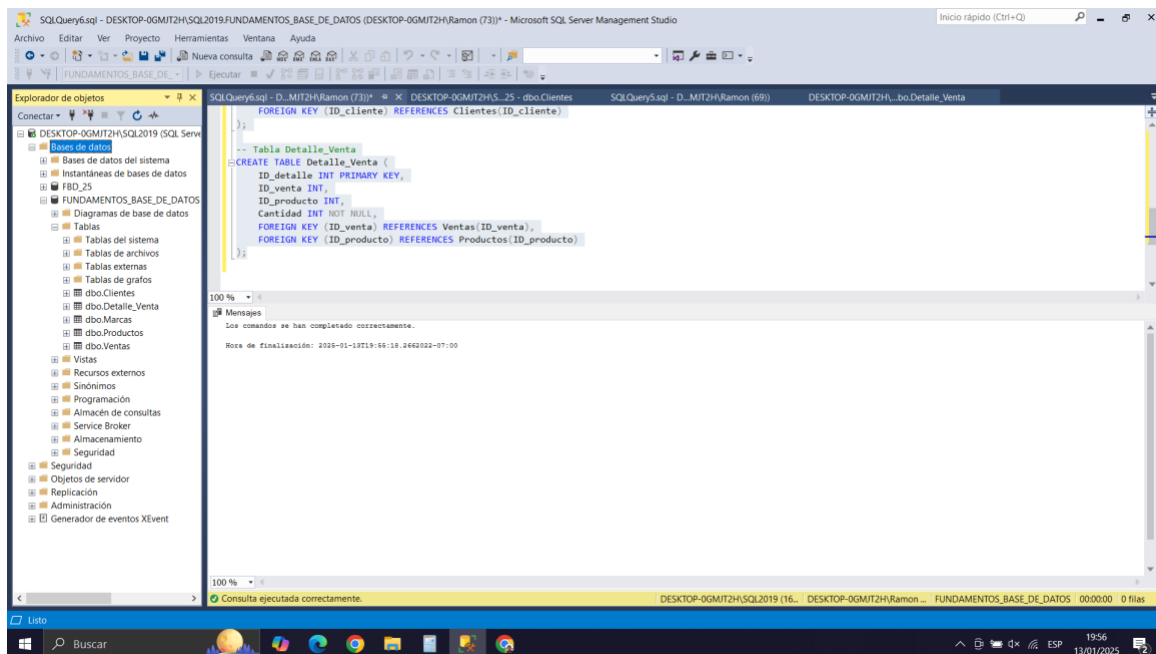 SQLQuery6.sql - DESKTOP-0GMJT2H\SQL2019.FUNDAMENTOS_BASE_DE_DATOS (DESKTOP-0GMJT2H\Ramon (73))* - Microsoft SQL Server Management Studio
Inicio rápido (Ctrl+Q)
Archivo Editar Ver Proyecto Herramientas Ventana Ayuda
Nueva consulta
FUNDAMENTOS_BASE_DE_
Ejecutar
Explorador de objetos
SQLQuery6.sql - D...MJT2H\Ramon (73))* DESKTOP-0GMJT2H\S...25 - dbo.Clientes SQLQuery5.sql - D...MJT2H\Ramon (69)) DESKTOP-0GMJT2H\...bo.Detalle_Venta
Conectar
DESKTOP-0GMJT2H\SQL2019 (SQL Serve
Bases de datos
Bases de datos del sistema
Instantáneas de bases de datos
FBD_25
FUNDAMENTOS_BASE_DE_DATOS
Diagramas de base de datos
Tablas
Tablas del sistema
Tablas de archivos
Tablas externas
Tablas de grafos
dbo.Clientes
dbo.Detalle_Venta
dbo.Marcas
dbo.Productos
dbo.Ventas
Vistas
Recursos externos
Sinónimos
Programación
Almacén de consultas
Service Broker
Almacenamiento
Seguridad
Seguridad
Objetos de servidor
Replicación
Administración
Generador de eventos XEvent
FOREIGN KEY (ID_cliente) REFERENCES Clientes(ID_cliente)
);
-- Tabla Detalle_Venta
CREATE TABLE Detalle_Venta (
ID_detalle INT PRIMARY KEY,
ID_venta INT,
ID_producto INT,
Cantidad INT NOT NULL,
FOREIGN KEY (ID_venta) REFERENCES Ventas(ID_venta),
FOREIGN KEY (ID_producto) REFERENCES Productos(ID_producto)
);
100 %
Mensajes
Los comandos se han completado correctamente.
Hora de finalización: 2025-01-13T19:55:18.2662022-07:00
100 %
Consulta ejecutada correctamente. DESKTOP-0GMJT2H\SQL2019 (16... DESKTOP-0GMJT2H\Ramon ... FUNDAMENTOS_BASE_DE_DATOS 00:00:00 0 filas
Listo
Buscar
ESP
19:56
13/01/2025